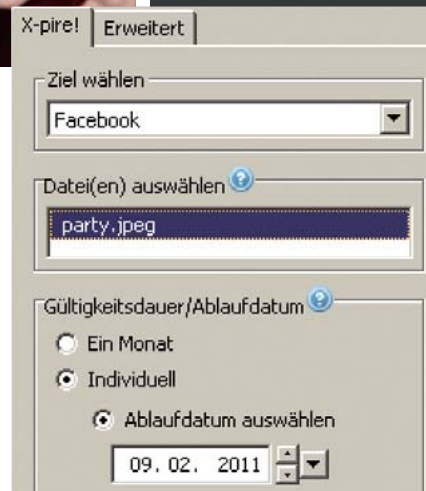 X-pire! Erweitert
Ziel wählen
Facebook
Datei(en) auswählen ?
party.jpeg
Gültigkeitsdauer/Ablaufdatum ?
Ein Monat
Individuell
Ablaufdatum auswählen
09. 02. 2011